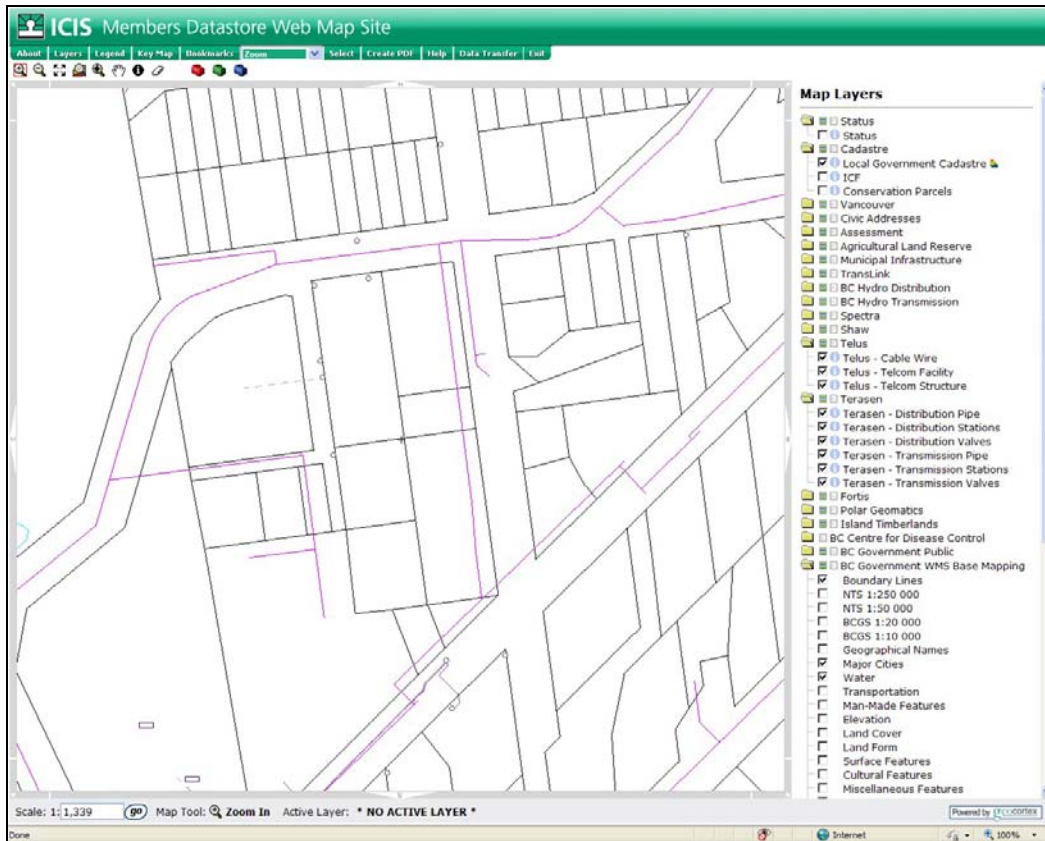 ICIS Members Datastore Web Map Site
About Layers Legend Key Map Bookmarks Zoom Select Create PDF Help Data Transfer Exit
Map Layers
Status
Status
Cadastre
Local Government Cadastre
ICF
Conservation Parcels
Vancouver
Civic Addresses
Assessment
Agricultural Land Reserve
Municipal Infrastructure
TransLink
BC Hydro Distribution
BC Hydro Transmission
Spectra
Shaw
Telus
Telus - Cable Wire
Telus - Telcom Facility
Telus - Telcom Structure
Terasen
Terasen - Distribution Pipe
Terasen - Distribution Stations
Terasen - Distribution Valves
Terasen - Transmission Pipe
Terasen - Transmission Stations
Terasen - Transmission Valves
Fortis
Polar Geomatics
Island Timberlands
BC Centre for Disease Control
BC Government Public
BC Government WMS Base Mapping
Boundary Lines
NTS 1:250 000
NTS 1:50 000
BCGS 1:20 000
BCGS 1:10 000
Geographical Names
Major Cities
Water
Transportation
Man-Made Features
Elevation
Land Cover
Land Form
Surface Features
Cultural Features
Miscellaneous Features
Scale: 1: 1,339 go Map Tool: Zoom In Active Layer: * NO ACTIVE LAYER *
Powered by geocortex
Done Internet 100%